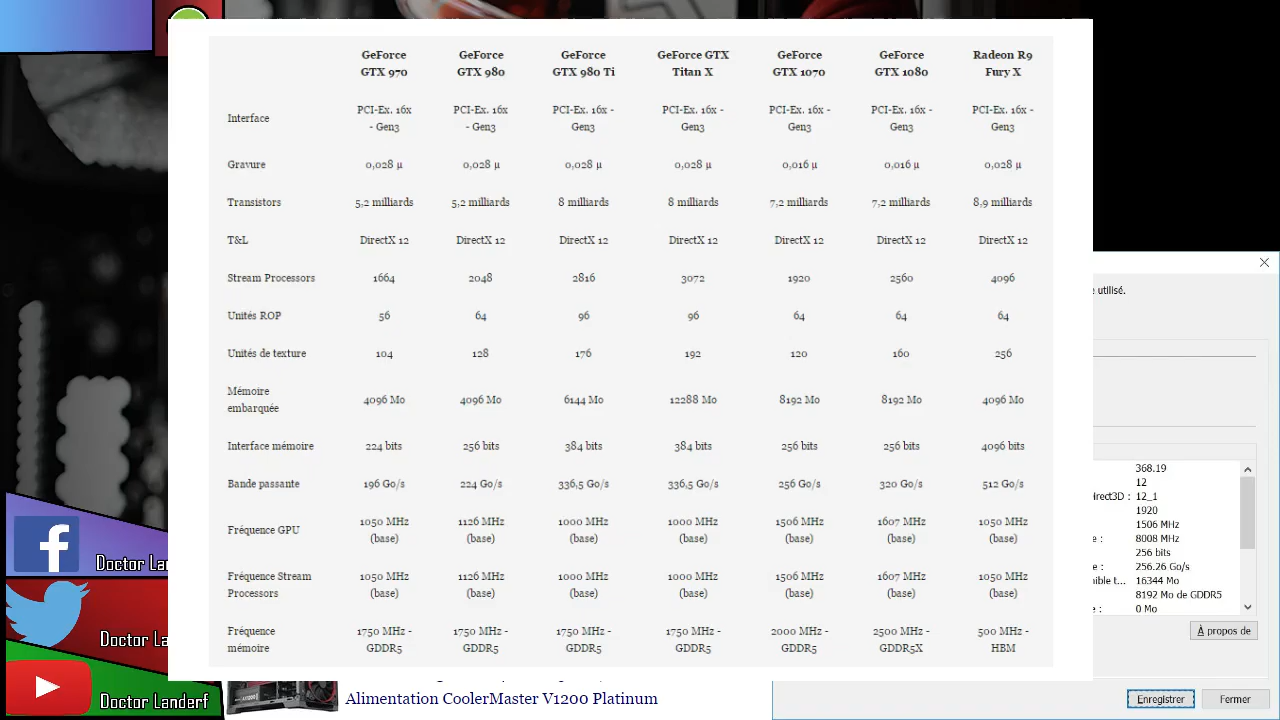 GeForce GTX 970 GeForce GTX 980 GeForce GTX 980 Ti GeForce GTX Titan X GeForce GTX 1070 GeForce GTX 1080 Radeon R9 Fury X
Interface PCI-Ex. 16x - Gen3 PCI-Ex. 16x - Gen3 PCI-Ex. 16x - Gen3 PCI-Ex. 16x - Gen3 PCI-Ex. 16x - Gen3 PCI-Ex. 16x - Gen3 PCI-Ex. 16x - Gen3
Gravure 0,028 µ 0,028 µ 0,028 µ 0,028 µ 0,016 µ 0,016 µ 0,028 µ
Transistors 5,2 milliards 5,2 milliards 8 milliards 8 milliards 7,2 milliards 7,2 milliards 8,9 milliards
T&L DirectX 12 DirectX 12 DirectX 12 DirectX 12 DirectX 12 DirectX 12 DirectX 12
Stream Processors 1664 2048 2816 3072 1920 2560 4096
Unités ROP 56 64 96 96 64 64 64
Unités de texture 104 128 176 192 120 160 256
Mémoire embarquée 4096 Mo 4096 Mo 6144 Mo 12288 Mo 8192 Mo 8192 Mo 4096 Mo
Interface mémoire 224 bits 256 bits 384 bits 384 bits 256 bits 256 bits 4096 bits
Bande passante 196 Go/s 224 Go/s 336,5 Go/s 336,5 Go/s 256 Go/s 320 Go/s 512 Go/s
Fréquence GPU 1050 MHz (base) 1126 MHz (base) 1000 MHz (base) 1000 MHz (base) 1506 MHz (base) 1607 MHz (base) 1050 MHz (base)
Fréquence Stream Processors 1050 MHz (base) 1126 MHz (base) 1000 MHz (base) 1000 MHz (base) 1506 MHz (base) 1607 MHz (base) 1050 MHz (base)
Fréquence mémoire 1750 MHz - GDDR5 1750 MHz - GDDR5 1750 MHz - GDDR5 1750 MHz - GDDR5 2000 MHz - GDDR5 2500 MHz - GDDR5X 500 MHz - HBM
e utilisé.
368.19
12
irect3D : 12_1
1920
1506 MHz
e : 8008 MHz
256 bits
e : 256.26 Go/s
nible t... 16344 Mo
8192 Mo de GDDR5
e : 0 Mo
À propos de
Enregistrer Fermer
Doctor Lan
Doctor La
Doctor Landerf
Alimentation CoolerMaster V1200 Platinum